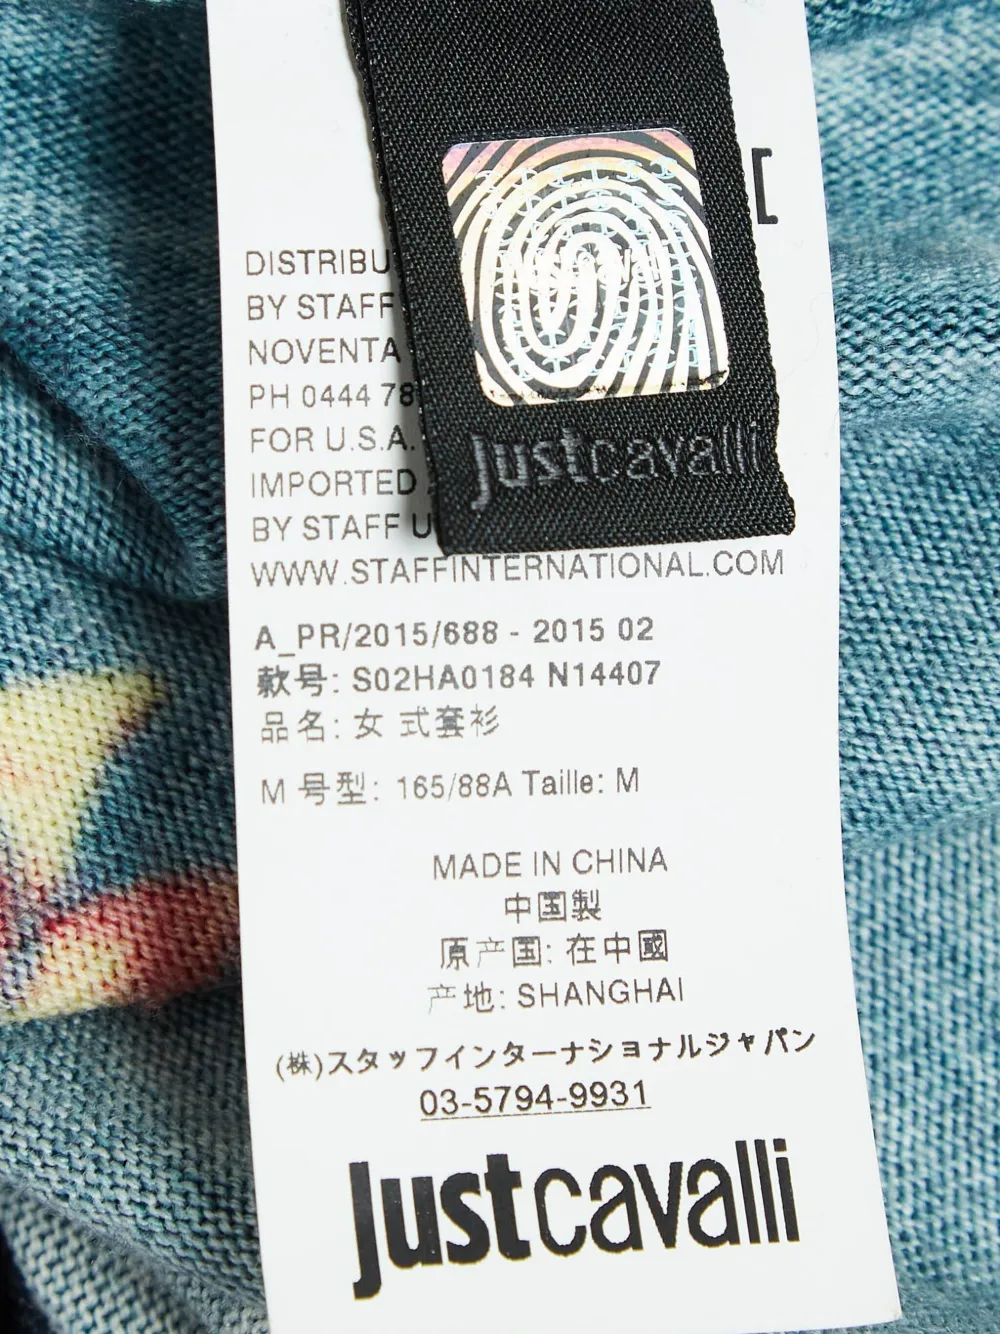 justcavalli
DISTRIBU
BY STAFF
NOVENTA
PH 0444 78
FOR U.S.A.
IMPORTED
BY STAFF U
WWW.STAFFINTERNATIONAL.COM
A_PR/2015/688 - 2015 02
款号: S02HA0184 N14407
品名: 女 式套衫
M 号型: 165/88A Taille: M
MADE IN CHINA
中国製
原产国: 在中國
产地: SHANGHAI
(株)スタッフインターナショナルジャパン
03-5794-9931
justcavalli